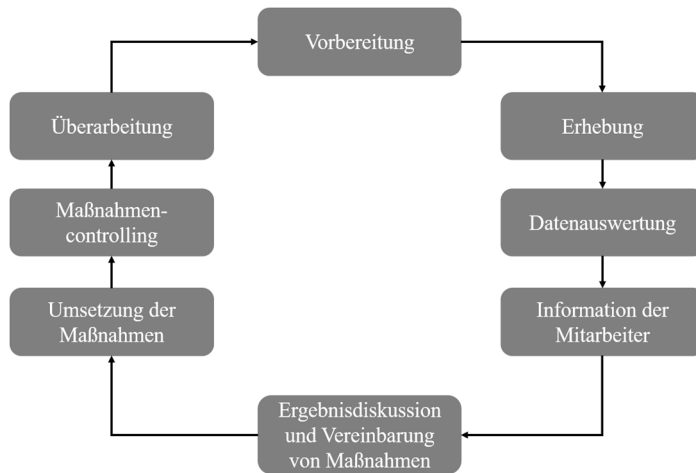 Vorbereitung
Erhebung
Datenauswertung
Information der
Mitarbeiter
Ergebnisdiskussion
und Vereinbarung
von Maßnahmen
Umsetzung der
Maßnahmen
Maßnahmen-
controlling
Überarbeitung